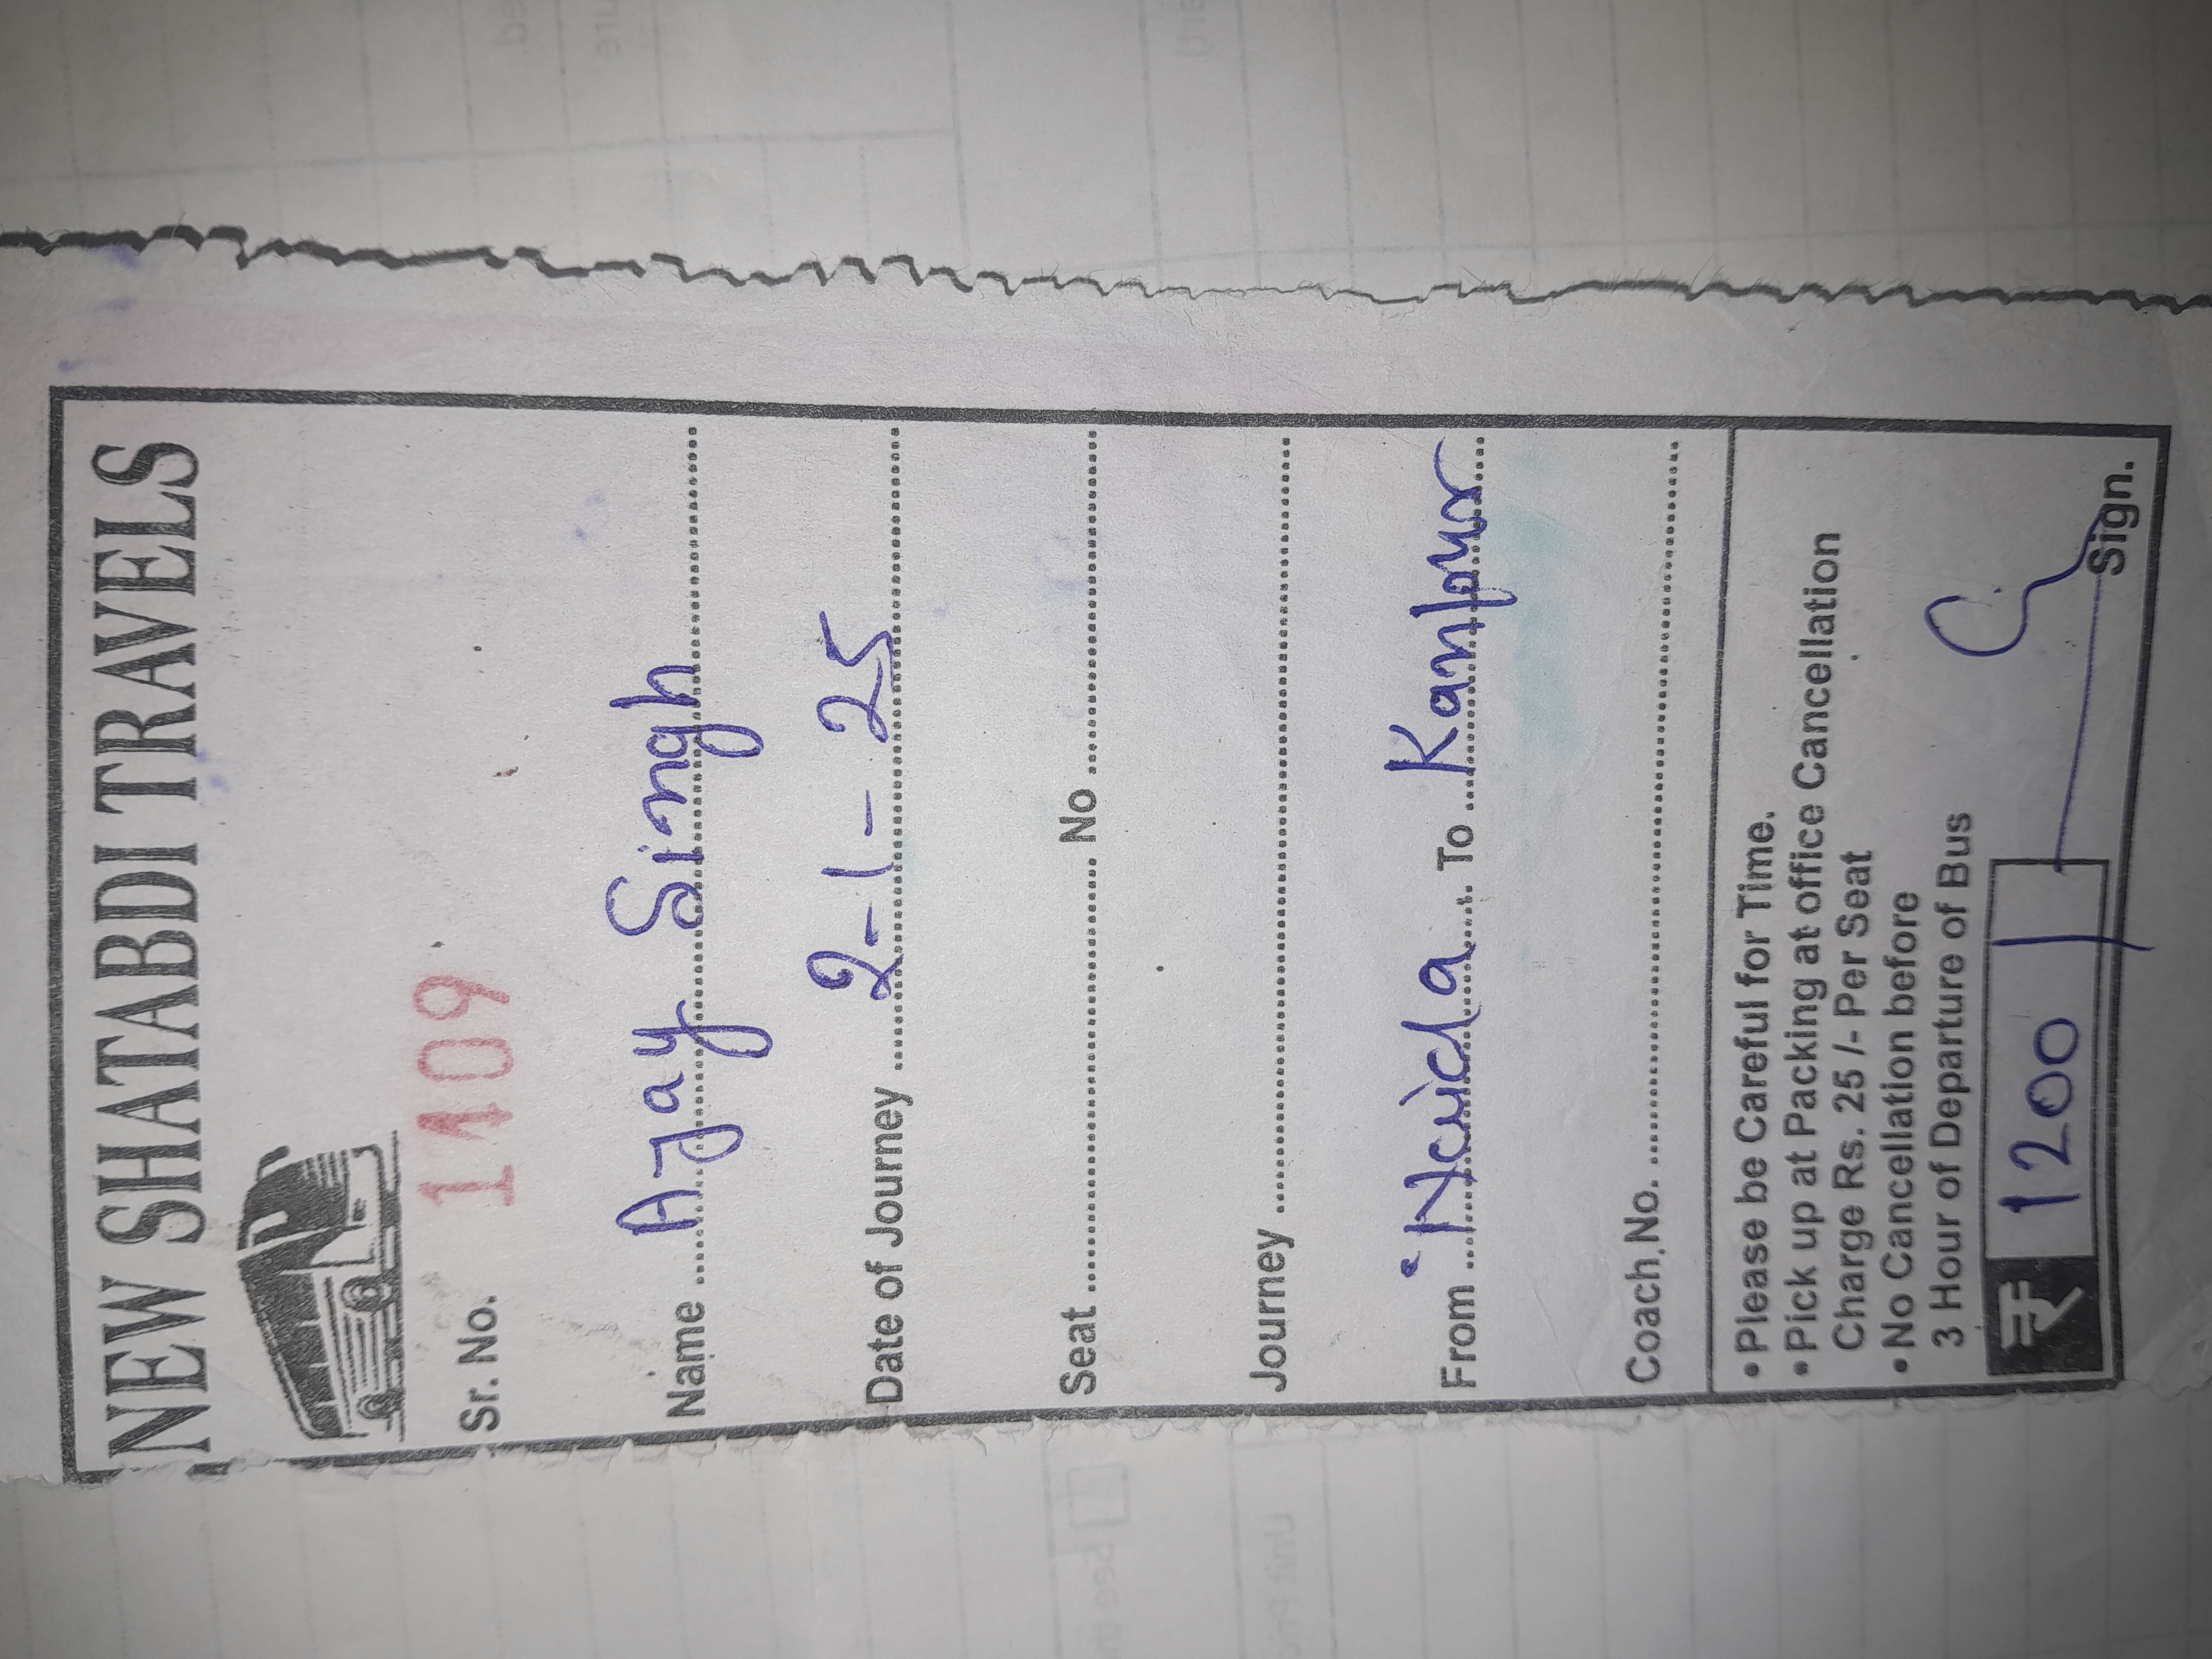 NEW SHATABDI TRAVELS
Sr. No. 1409
Name ..... Ajay Singh
Date of Journey ..... 2-1-25
Seat ..... No .....
Journey .....
From ..... Noida ..... To ..... Kanpur
Coach.No. .....
• Please be Careful for Time.
• Pick up at Packing at office Cancellation
Charge Rs. 25 /- Per Seat
• No Cancellation before
3 Hour of Departure of Bus
₹ 1200 |
Sign.